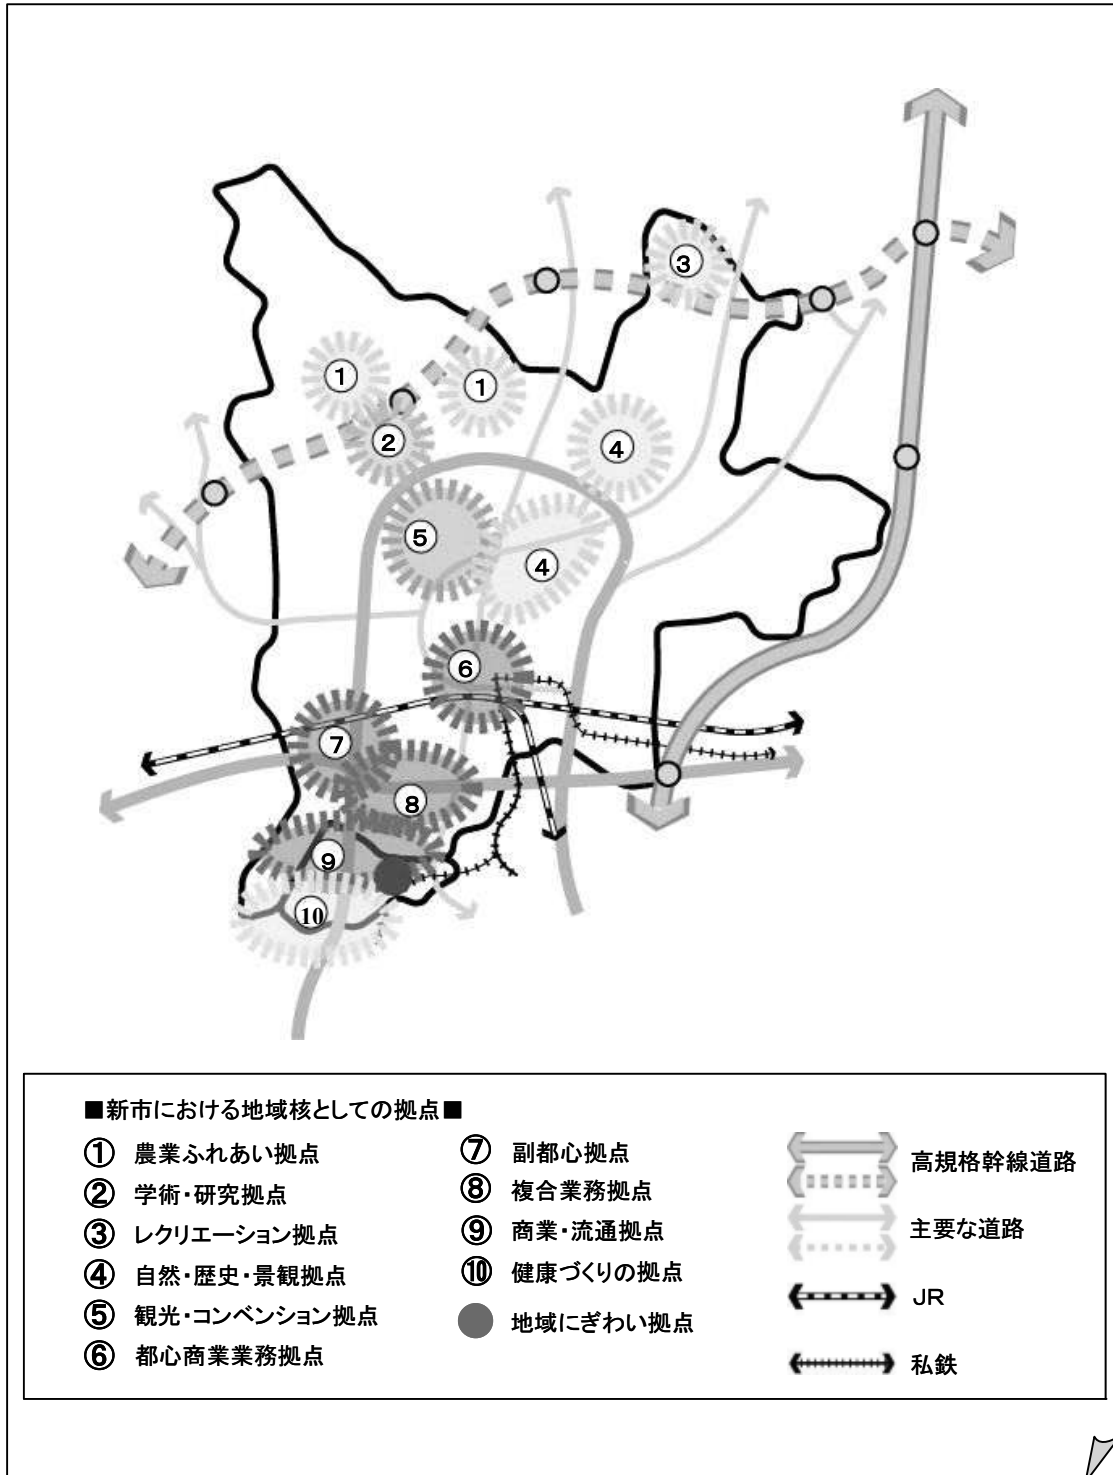 ③
①
①
②
④
⑤
④
⑥
⑦
⑧
⑨
⑩
■新市における地域核としての拠点■
① 農業ふれあい拠点
② 学術・研究拠点
③ レクリエーション拠点
④ 自然・歴史・景観拠点
⑤ 観光・コンベンション拠点
⑥ 都心商業業務拠点
⑦ 副都心拠点
⑧ 複合業務拠点
⑨ 商業・流通拠点
⑩ 健康づくりの拠点
地域にぎわい拠点
高規格幹線道路
主要な道路
JR
私鉄